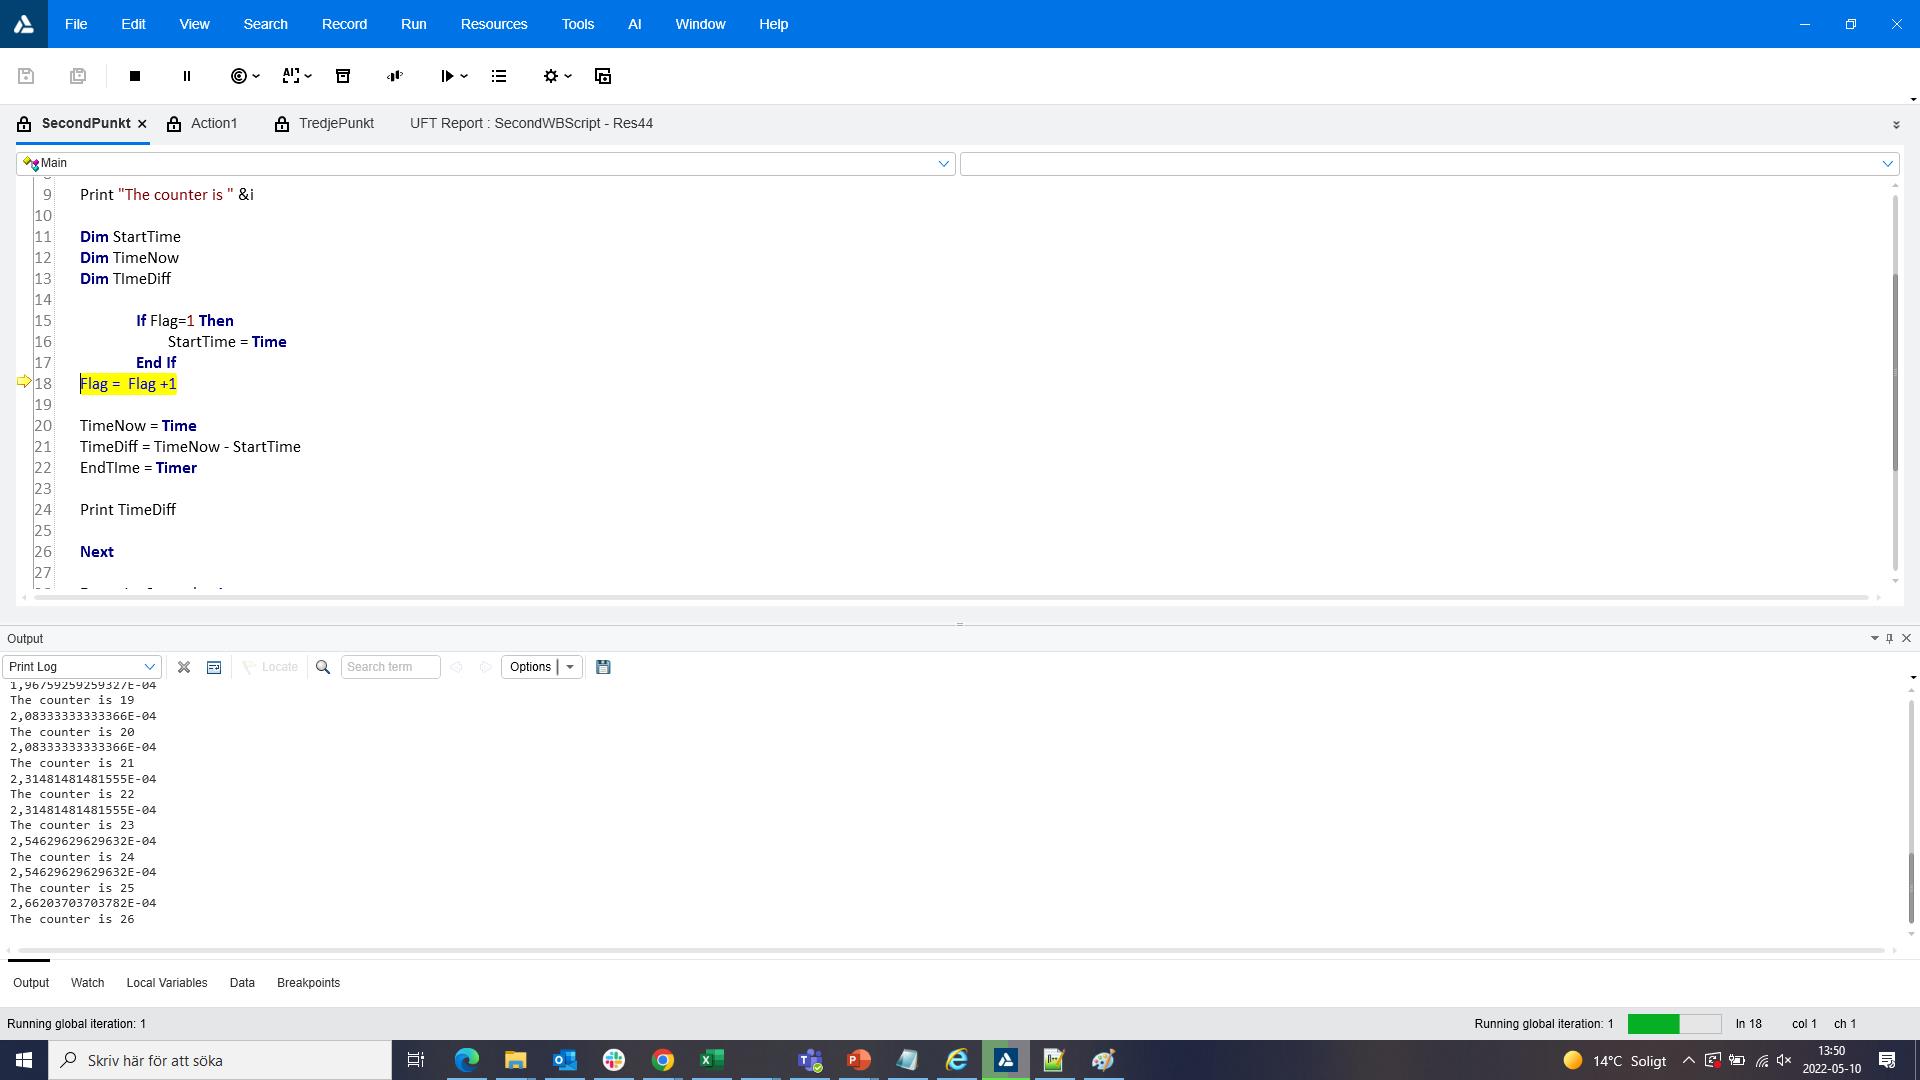 File Edit View Search Record Run Resources Tools AI Window Help
AI
SecondPunkt Action1 TredjePunkt UFT Report : SecondWBScript - Res44
Main
9 Print "The counter is " &i
10
11 Dim StartTime
12 Dim TimeNow
13 Dim TImeDiff
14
15 If Flag=1 Then
16 StartTime = Time
17 End If
18 Flag =  Flag +1
19
20 TimeNow = Time
21 TimeDiff = TimeNow - StartTime
22 EndTIme = Timer
23
24 Print TimeDiff
25
26 Next
27
Output
Print Log Locate Search term Options
1,96759259259327E-04
The counter is 19
2,08333333333366E-04
The counter is 20
2,08333333333366E-04
The counter is 21
2,31481481481555E-04
The counter is 22
2,31481481481555E-04
The counter is 23
2,54629629629632E-04
The counter is 24
2,54629629629632E-04
The counter is 25
2,66203703703782E-04
The counter is 26
Output Watch Local Variables Data Breakpoints
Running global iteration: 1 Running global iteration: 1 ln 18 col 1 ch 1
Skriv här för att söka 14°C Soligt 13:50
2022-05-10